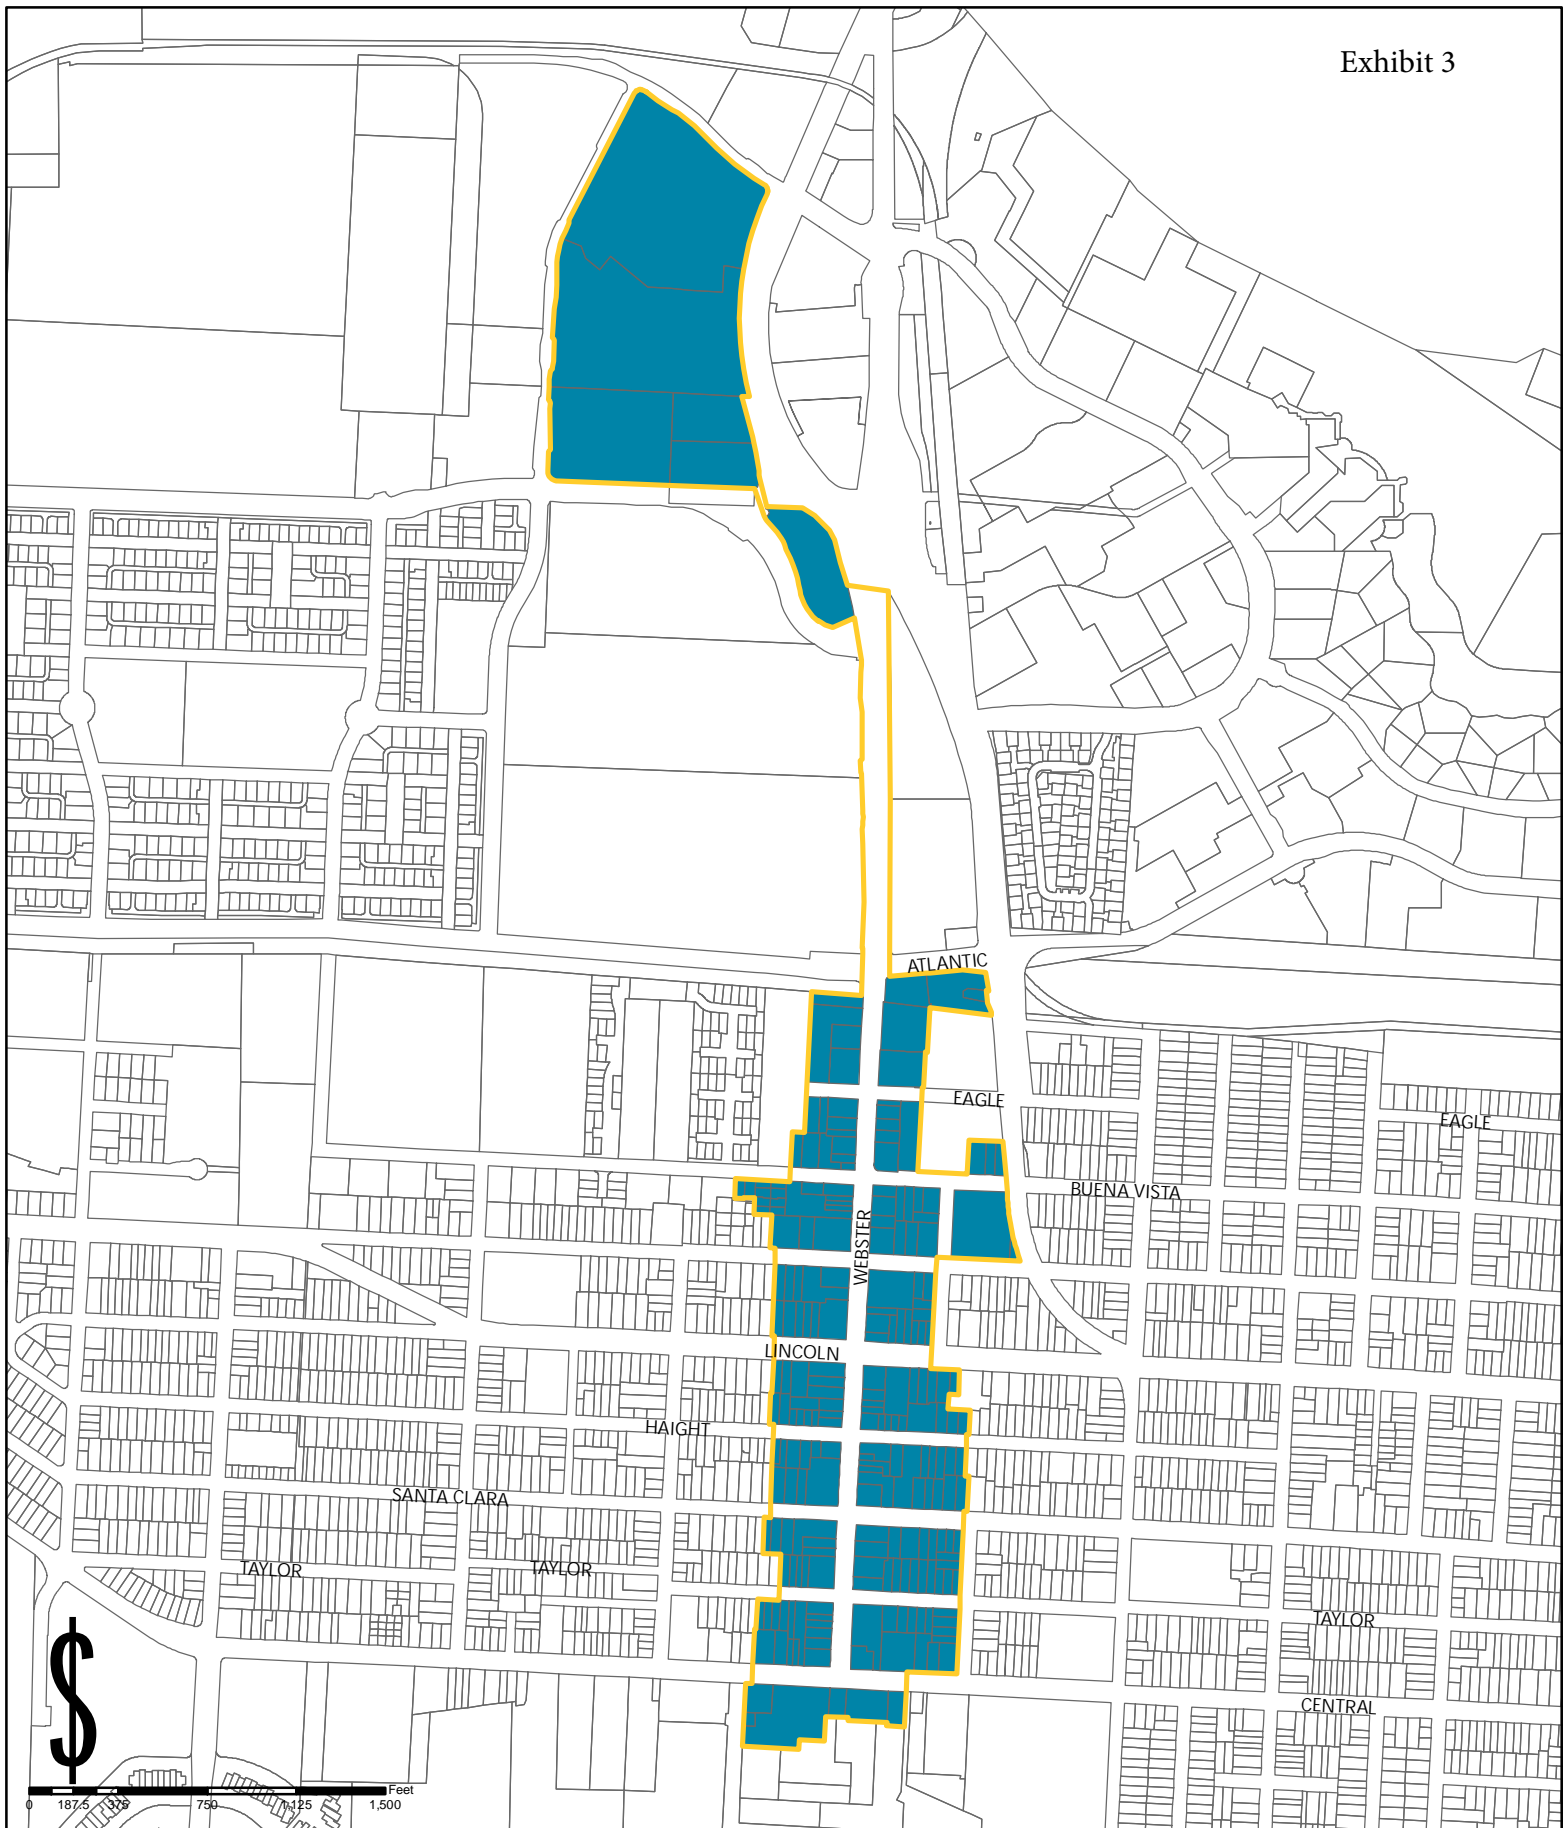 Exhibit 3
ATLANTIC
EAGLE
EAGLE
BUENA VISTA
WEBSTER
LINCOLN
HAIGHT
SANTA CLARA
TAYLOR
TAYLOR
TAYLOR
CENTRAL
$
Feet
0 187.5 375 750 1,125 1,500